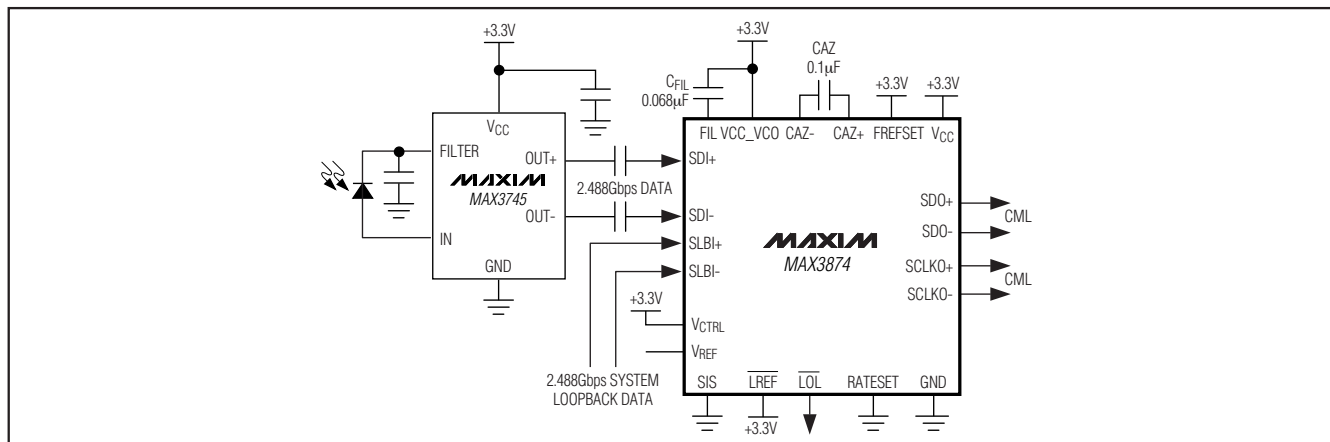 +3.3V
+3.3V
CAZ
0.1μF
CFIL
0.068μF
+3.3V
+3.3V
VCC
FILTER
OUT+
MAXIM
MAX3745
OUT-
IN
GND
2.488Gbps DATA
FIL
VCC_VCO
CAZ-
CAZ+
FREFSET
VCC
SDI+
SDI-
SLBI+
SLBI-
MAXIM
MAX3874
SDO+
SDO-
CML
SCLKO+
SCLKO-
CML
+3.3V
VCTRL
VREF
2.488Gbps SYSTEM
LOOPBACK DATA
SIS
LREF
LOL
RATESET
GND
+3.3V